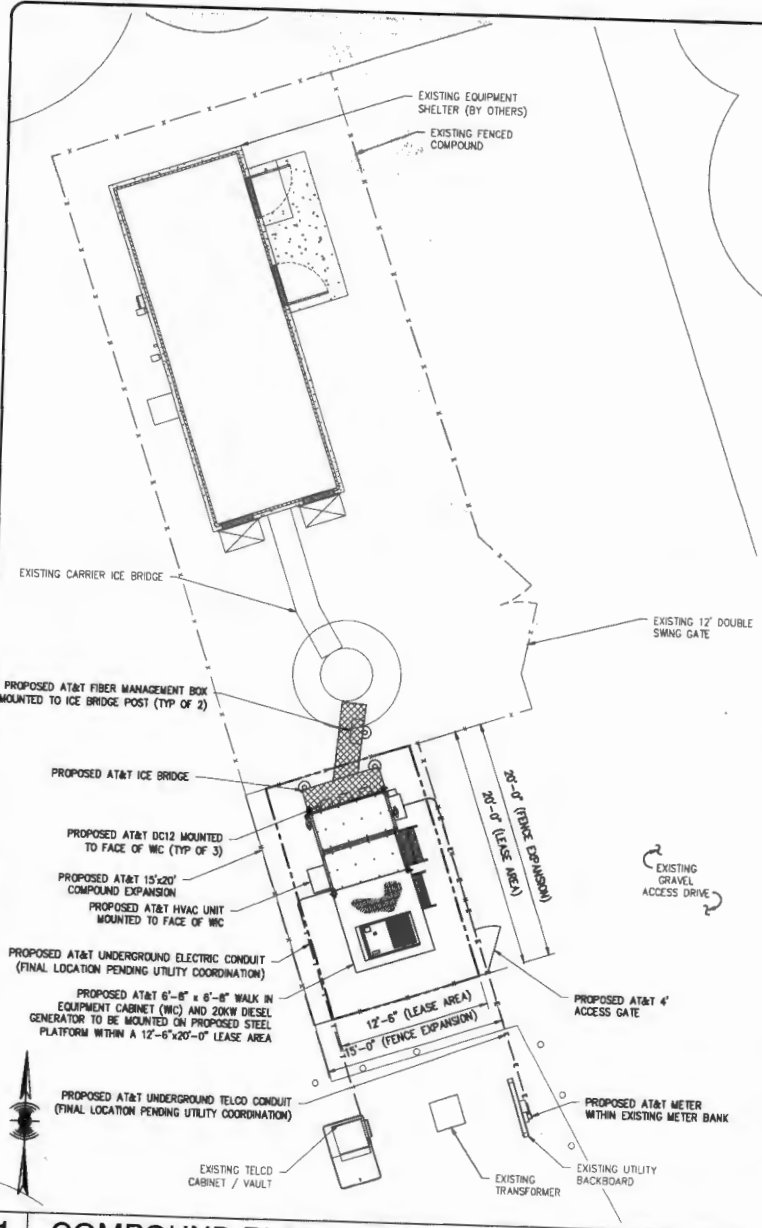 EXISTING EQUIPMENT
SHELTER (BY OTHERS)
EXISTING FENCED
COMPOUND
EXISTING CARRIER ICE BRIDGE
EXISTING 12' DOUBLE
SWING GATE
PROPOSED AT&T FIBER MANAGEMENT BOX
MOUNTED TO ICE BRIDGE POST (TYP OF 2)
PROPOSED AT&T ICE BRIDGE
20'-0" (FENCE EXPANSION)
20'-0" (LEASE AREA)
PROPOSED AT&T DC12 MOUNTED
TO FACE OF WIC (TYP OF 3)
PROPOSED AT&T 15'x20'
COMPOUND EXPANSION
EXISTING
GRAVEL
ACCESS DRIVE
PROPOSED AT&T HVAC UNIT
MOUNTED TO FACE OF WIC
PROPOSED AT&T UNDERGROUND ELECTRIC CONDUIT
(FINAL LOCATION PENDING UTILITY COORDINATION)
PROPOSED AT&T 6'-8" x 6'-8" WALK IN
EQUIPMENT CABINET (WIC) AND 20KW DIESEL
GENERATOR TO BE MOUNTED ON PROPOSED STEEL
PLATFORM WITHIN A 12'-6"x20'-0" LEASE AREA
PROPOSED AT&T 4'
ACCESS GATE
12'-6" (LEASE AREA)
15'-0" (FENCE EXPANSION)
PROPOSED AT&T UNDERGROUND TELCO CONDUIT
(FINAL LOCATION PENDING UTILITY COORDINATION)
PROPOSED AT&T METER
WITHIN EXISTING METER BANK
EXISTING TELCO
CABINET / VAULT
EXISTING
TRANSFORMER
EXISTING UTILITY
BACKBOARD
1
COMPOUND